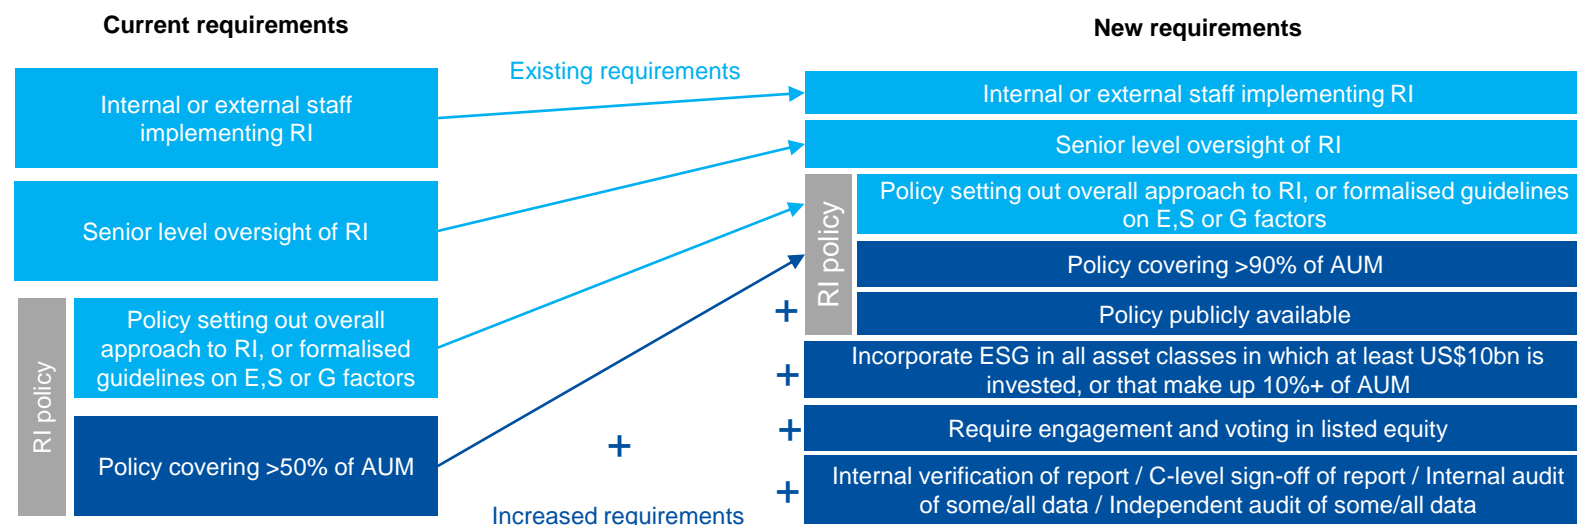 Current requirements
New requirements
Existing requirements
Internal or external staff
implementing RI
Senior level oversight of RI
RI policy
Policy setting out overall
approach to RI, or formalised
guidelines on E,S or G factors
Policy covering >50% of AUM
+
Increased requirements
Internal or external staff implementing RI
Senior level oversight of RI
RI policy
Policy setting out overall approach to RI, or formalised guidelines
on E,S or G factors
Policy covering >90% of AUM
+
Policy publicly available
+
Incorporate ESG in all asset classes in which at least US$10bn is
invested, or that make up 10%+ of AUM
+
Require engagement and voting in listed equity
+
Internal verification of report / C-level sign-off of report / Internal audit
of some/all data / Independent audit of some/all data